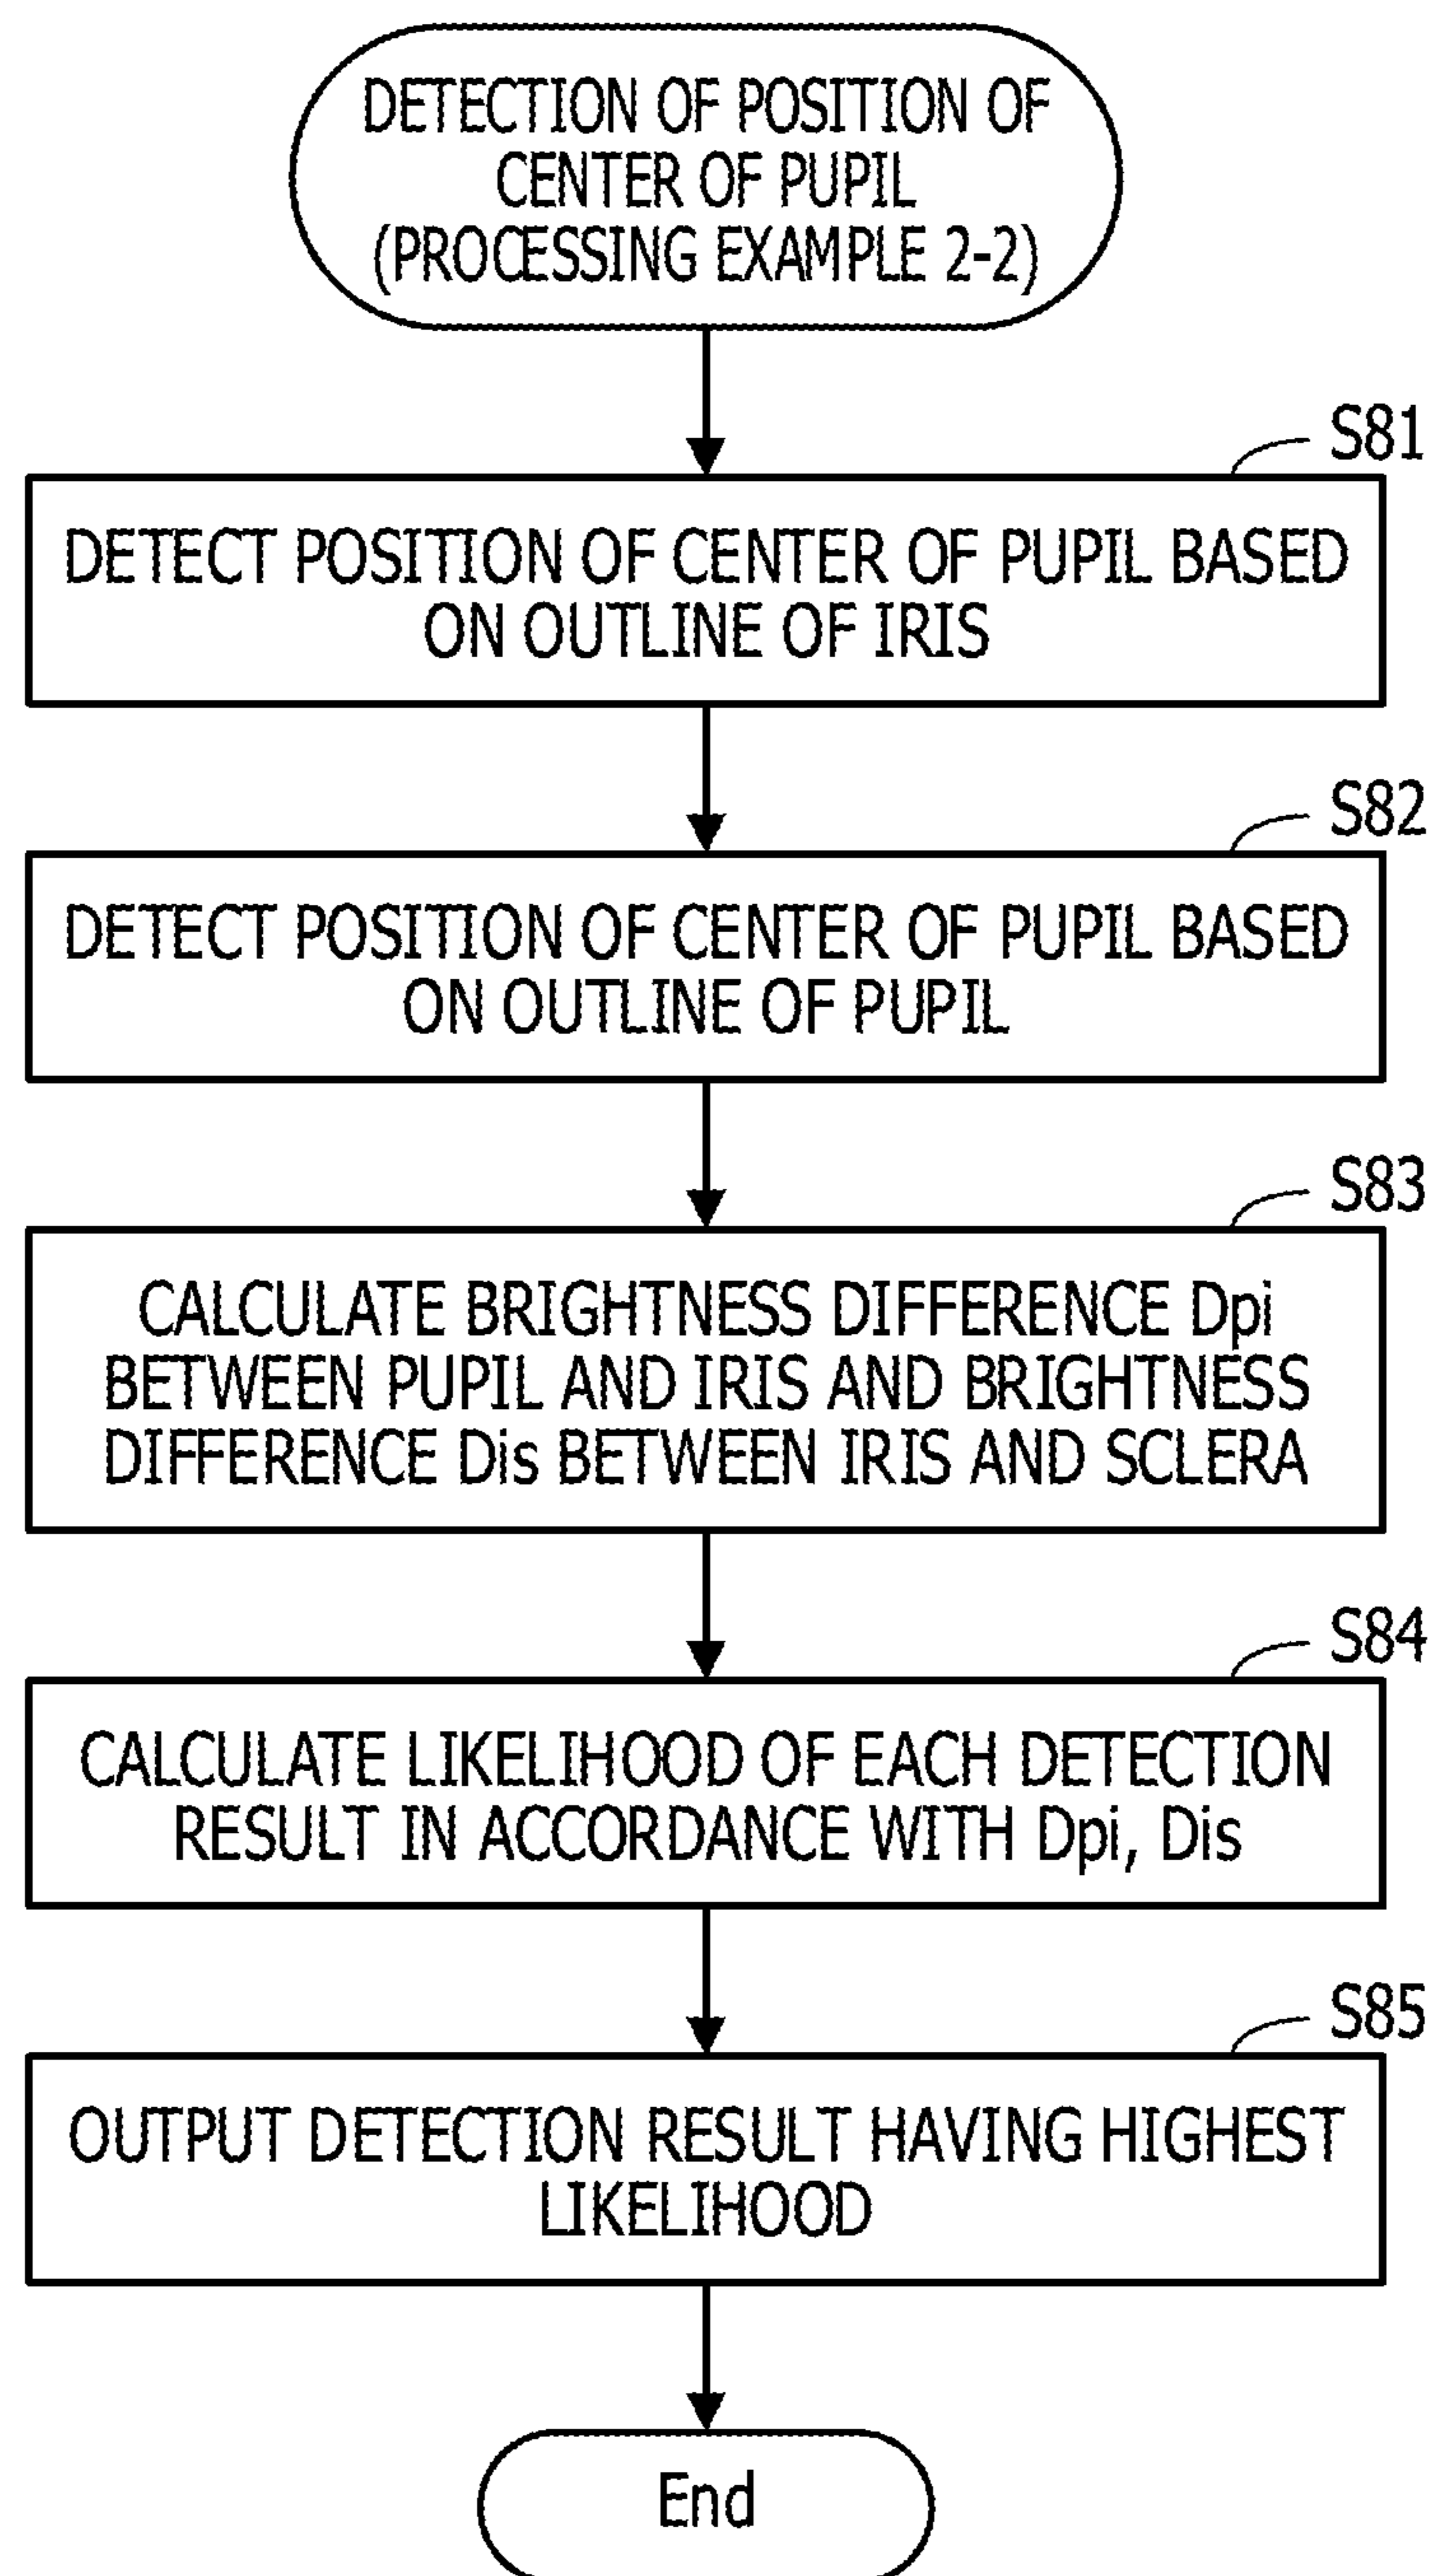 DETECTION OF POSITION OF
CENTER OF PUPIL
(PROCESSING EXAMPLE 2-2)
S81
DETECT POSITION OF CENTER OF PUPIL BASED
ON OUTLINE OF IRIS
S82
DETECT POSITION OF CENTER OF PUPIL BASED
ON OUTLINE OF PUPIL
S83
CALCULATE BRIGHTNESS DIFFERENCE Dpi
BETWEEN PUPIL AND IRIS AND BRIGHTNESS
DIFFERENCE Dis BETWEEN IRIS AND SCLERA
S84
CALCULATE LIKELIHOOD OF EACH DETECTION
RESULT IN ACCORDANCE WITH Dpi, Dis
S85
OUTPUT DETECTION RESULT HAVING HIGHEST
LIKELIHOOD
End